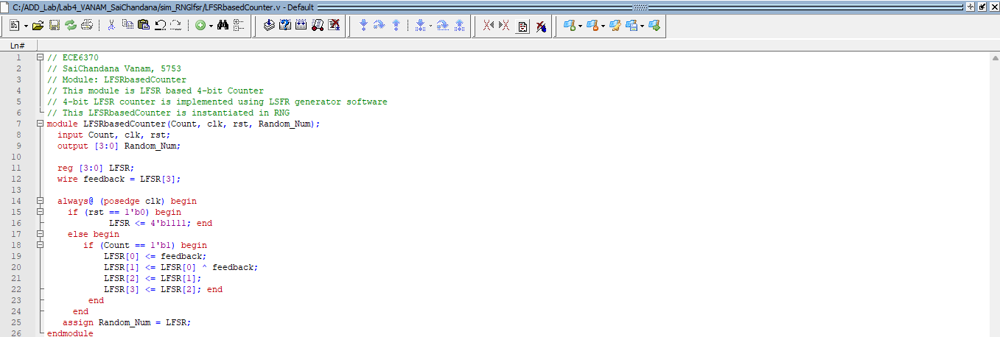 C:/ADD_Lab/Lab4_VANAM_SaiChandana/sim_RNGlfsr/LFSRbasedCounter.v - Default
Ln#
1 // ECE6370
2 // SaiChandana Vanam, 5753
3 // Module: LFSRbasedCounter
4 // This module is LFSR based 4-bit Counter
5 // 4-bit LFSR counter is implemented using LSFR generator software
6 // This LFSRbasedCounter is instantiated in RNG
7 module LFSRbasedCounter(Count, clk, rst, Random_Num);
8   input Count, clk, rst;
9   output [3:0] Random_Num;
10
11   reg [3:0] LFSR;
12   wire feedback = LFSR[3];
13
14   always@ (posedge clk) begin
15     if (rst == 1'b0) begin
16             LFSR <= 4'b1111; end
17     else begin
18        if (Count == 1'b1) begin
19            LFSR[0] <= feedback;
20            LFSR[1] <= LFSR[0] ^ feedback;
21            LFSR[2] <= LFSR[1];
22            LFSR[3] <= LFSR[2]; end
23         end
24      end
25    assign Random_Num = LFSR;
26 endmodule